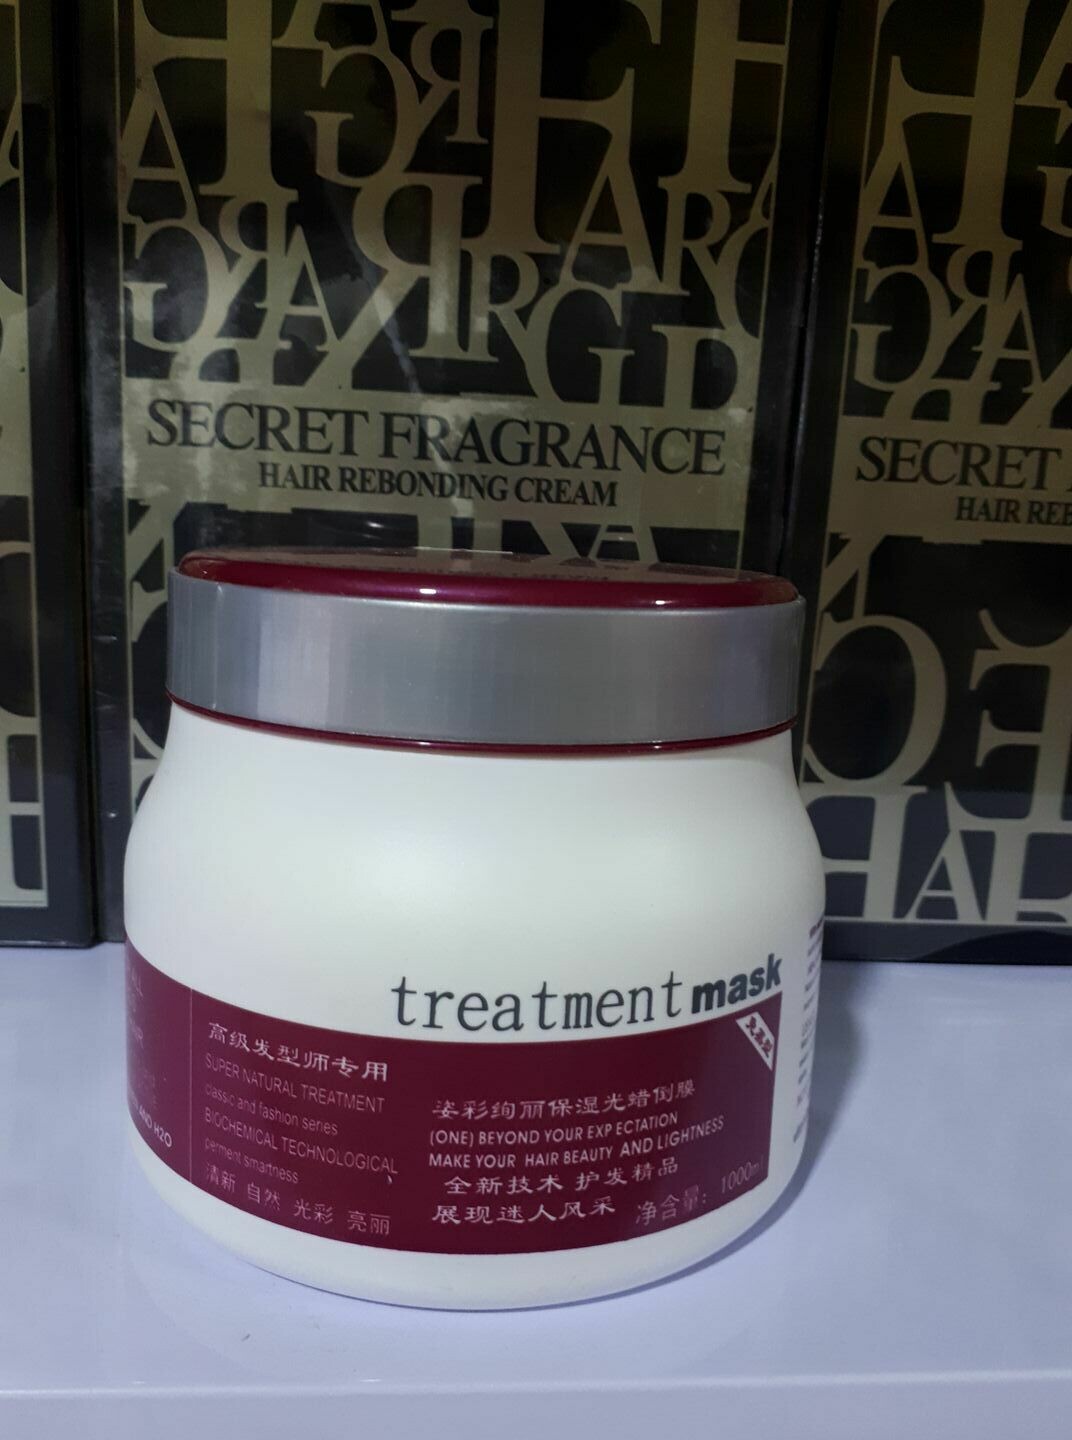 SECRET FRAGRANCE
HAIR REBONDING CREAM
SECRET
HAIR
treatment mask
高级发型师专用
SUPER NATURAL TREATMENT
classic and fashion series
BIOCHEMICAL TECHNOLOGICAL
perment smartness
清新 自然 光彩 亮丽
姿彩绚丽保湿光蜡倒膜
(ONE) BEYOND YOUR EXP ECTATION
MAKE YOUR HAIR BEAUTY AND LIGHTNESS
全新技术 护发精品
展现迷人风采 净含量: 1000ml
AND H2O